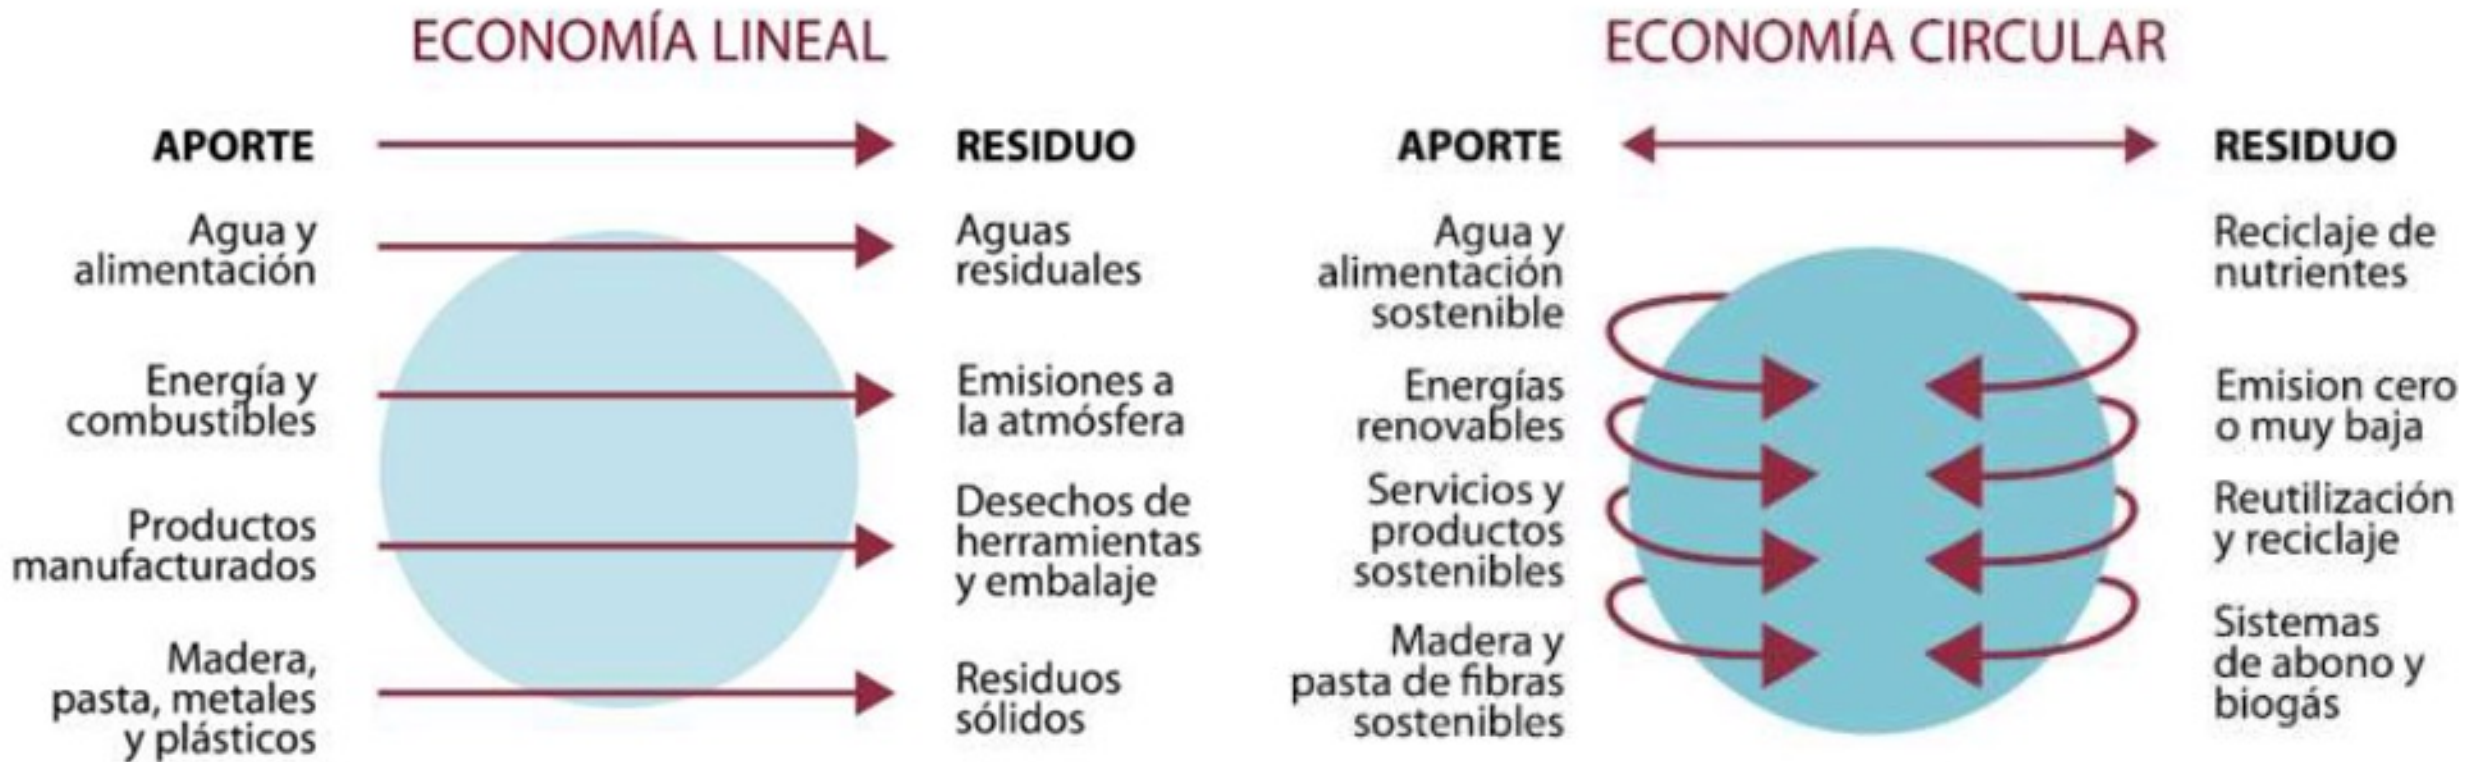 ECONOMÍA LINEAL
APORTE
RESIDUO
Agua y
alimentación
Aguas
residuales
Energía y
combustibles
Emisiones a
la atmósfera
Productos
manufacturados
Desechos de
herramientas
y embalaje
Madera,
pasta, metales
y plásticos
Residuos
sólidos
ECONOMÍA CIRCULAR
APORTE
RESIDUO
Agua y
alimentación
sostenible
Reciclaje de
nutrientes
Energías
renovables
Emision cero
o muy baja
Servicios y
productos
sostenibles
Reutilización
y reciclaje
Madera y
pasta de fibras
sostenibles
Sistemas
de abono y
biogás